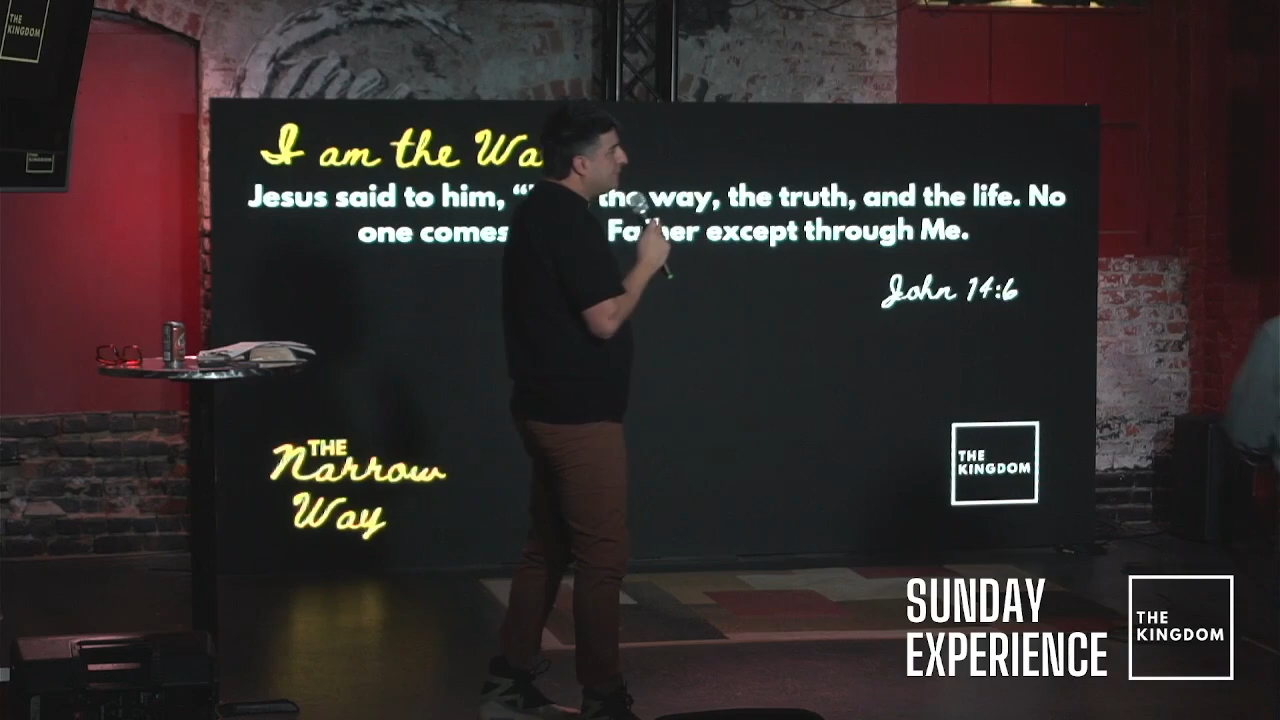 THE
KINGDOM
I am the Wa
Jesus said to him, “ the way, the truth, and the life. No
one comes Father except through Me.
John 14:6
THE
Narrow
Way
THE
KINGDOM
SUNDAY
EXPERIENCE
THE
KINGDOM